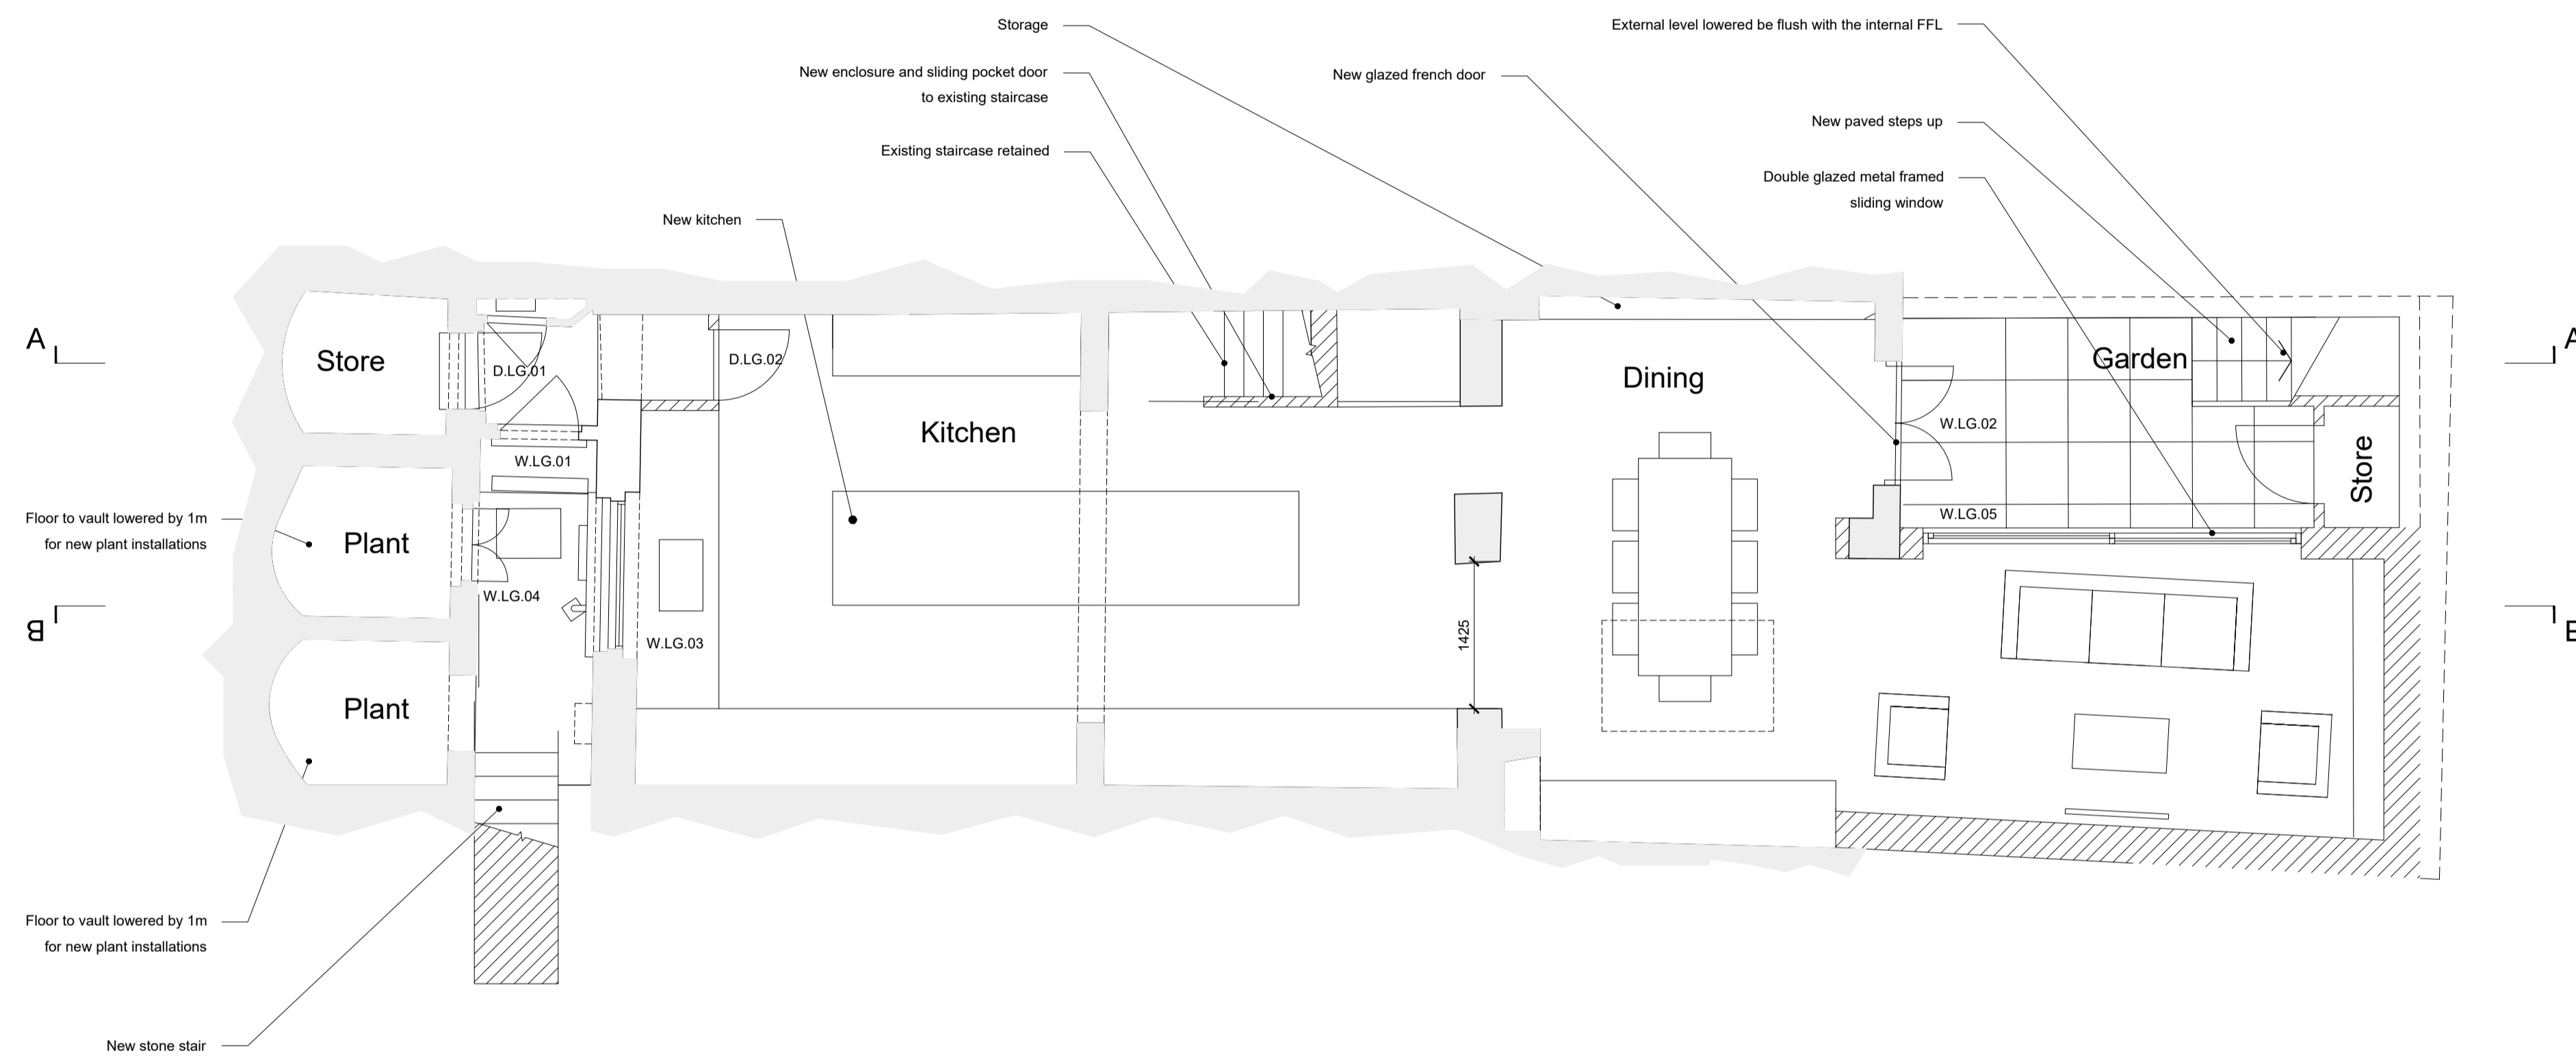 Storage
External level lowered be flush with the internal FFL
New enclosure and sliding pocket door
to existing staircase
New glazed french door
New paved steps up
Existing staircase retained
Double glazed metal framed
sliding window
New kitchen
A
A
Store
D.LG.01
D.LG.02
Dining
Garden
Kitchen
W.LG.02
W.LG.01
Store
Floor to vault lowered by 1m
for new plant installations
Plant
W.LG.05
W.LG.04
B
B
W.LG.03
1425
Plant
Floor to vault lowered by 1m
for new plant installations
New stone stair